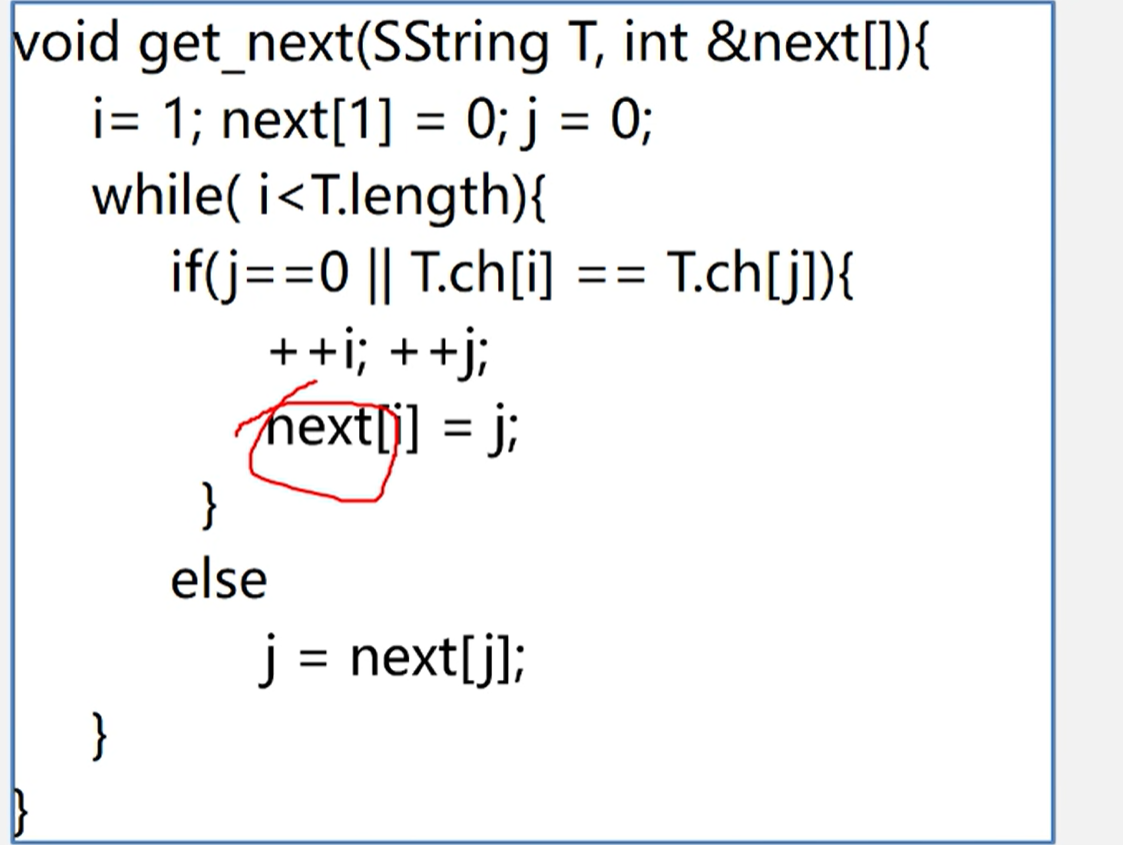 void get_next(SString T, int &next[]){
i= 1; next[1] = 0; j = 0;
while( i<T.length){
if(j==0 || T.ch[i] == T.ch[j]){
++i; ++j;
next[i] = j;
}
else
j = next[j];
}
}